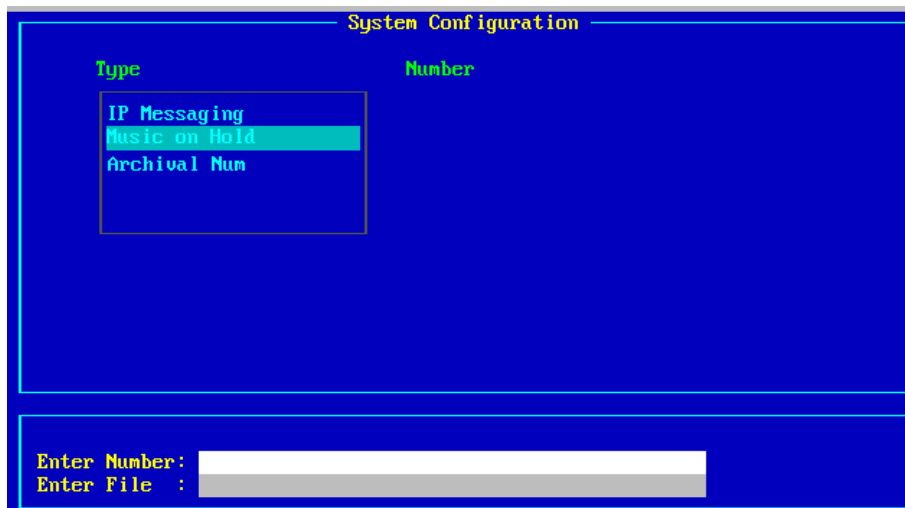 System Configuration
Type Number
IP Messaging
Music on Hold
Archival Num
Enter Number:
Enter File :